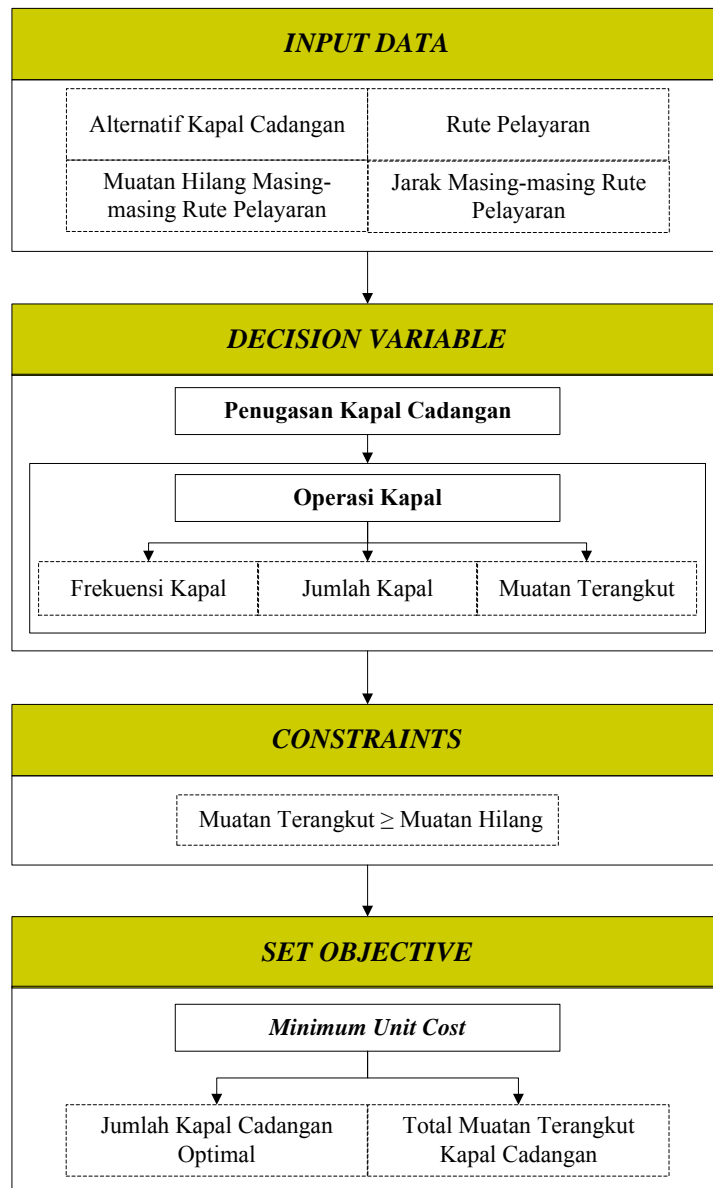 INPUT DATA
Alternatif Kapal Cadangan
Rute Pelayaran
Muatan Hilang Masing-
masing Rute Pelayaran
Jarak Masing-masing Rute
Pelayaran
DECISION VARIABLE
Penugasan Kapal Cadangan
Operasi Kapal
Frekuensi Kapal
Jumlah Kapal
Muatan Terangkut
CONSTRAINTS
Muatan Terangkut ≥ Muatan Hilang
SET OBJECTIVE
Minimum Unit Cost
Jumlah Kapal Cadangan
Optimal
Total Muatan Terangkut
Kapal Cadangan